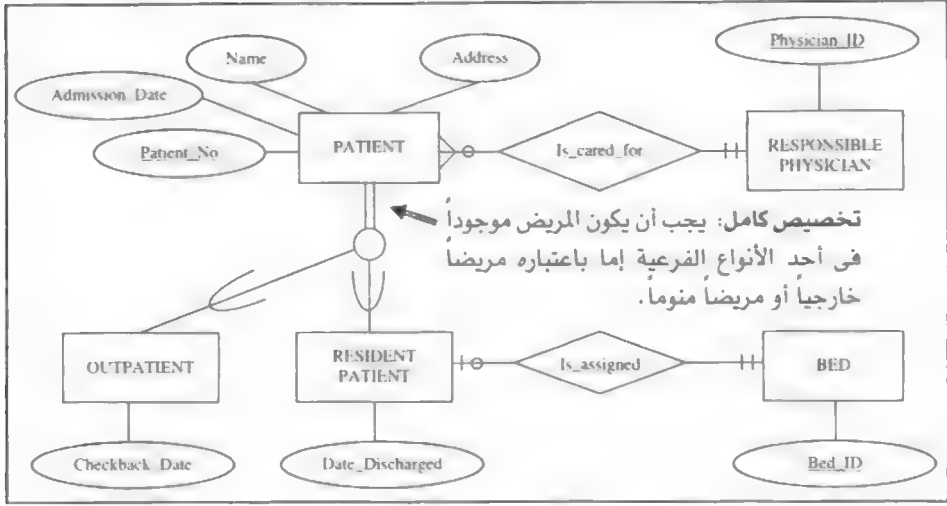 Name
Address
Physician_ID
Admission_Date
Patient_No
PATIENT
Is_cared_for
RESPONSIBLE
PHYSICIAN
تخصيص كامل: يجب أن يكون المريض موجوداً
فى أحد الأنواع الفرعية إما باعتباره مريضاً
خارجياً أو مريضاً منوماً.
OUTPATIENT
RESIDENT
PATIENT
Is_assigned
BED
Checkback_Date
Date_Discharged
Bed_ID